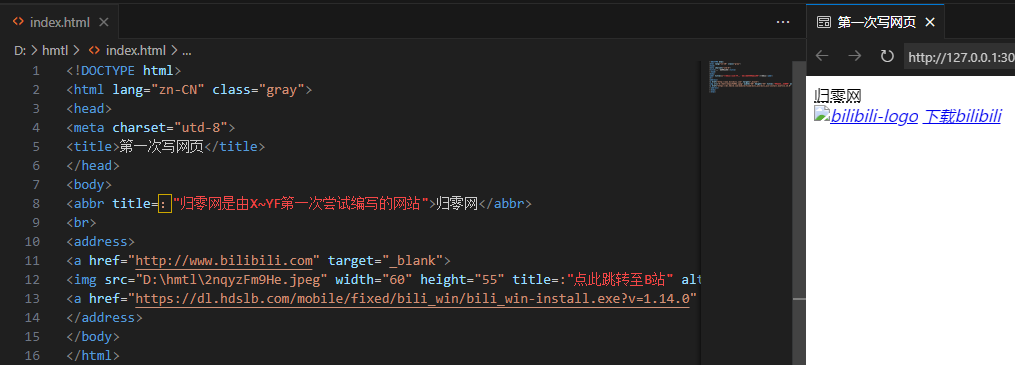 index.html
D: > hmtl > index.html > ...
1 <!DOCTYPE html>
2 <html lang="zn-CN" class="gray">
3 <head>
4 <meta charset="utd-8">
5 <title>第一次写网页</title>
6 </head>
7 <body>
8 <abbr title=："归零网是由X~YF第一次尝试编写的网站">归零网</abbr>
9 <br>
10 <address>
11 <a href="http://www.bilibili.com" target="_blank">
12 <img src="D:\hmtl\2nqyzFm9He.jpeg" width="60" height="55" title=:"点此跳转至B站" alt
13 <a href="https://dl.hdslb.com/mobile/fixed/bili_win/bili_win-install.exe?v=1.14.0"
14 </address>
15 </body>
16 </html>
第一次写网页
http://127.0.0.1:30
归零网
bilibili-logo 下载bilibili